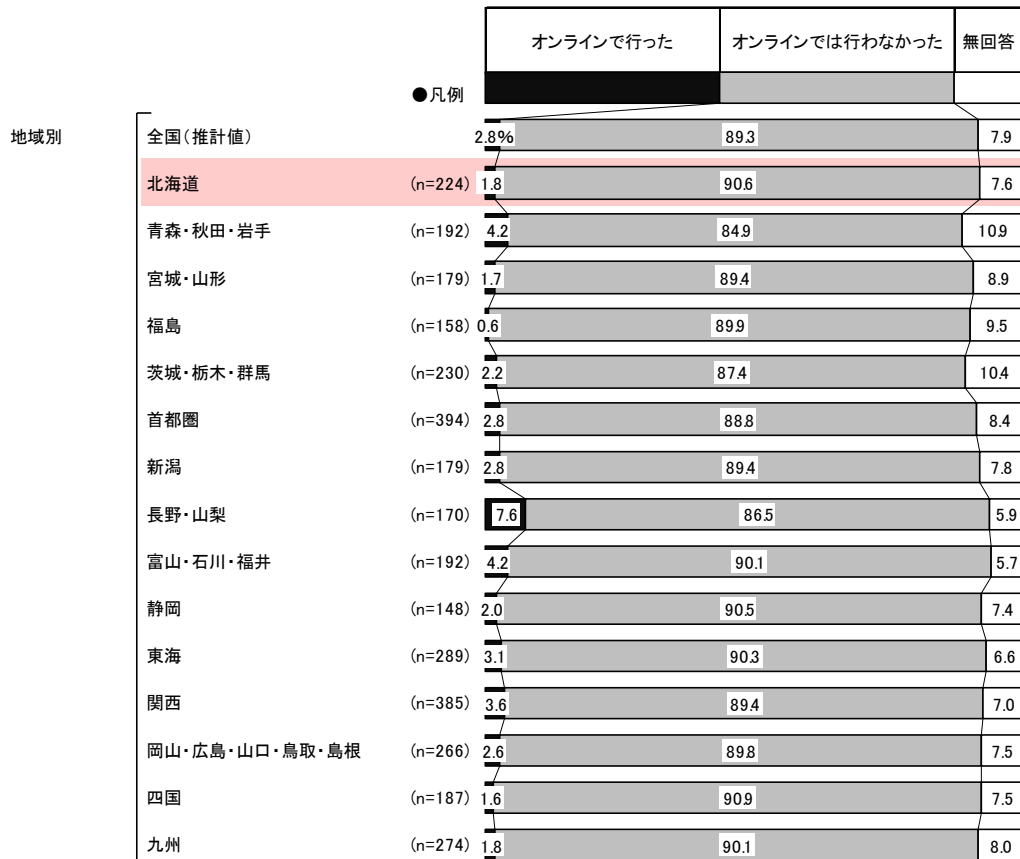 オンラインで行った オンラインでは行わなかった 無回答
●凡例
地域別 全国(推計値) 2.8% 89.3 7.9
北海道 (n=224) 1.8 90.6 7.6
青森・秋田・岩手 (n=192) 4.2 84.9 10.9
宮城・山形 (n=179) 1.7 89.4 8.9
福島 (n=158) 0.6 89.9 9.5
茨城・栃木・群馬 (n=230) 2.2 87.4 10.4
首都圏 (n=394) 2.8 88.8 8.4
新潟 (n=179) 2.8 89.4 7.8
長野・山梨 (n=170) 7.6 86.5 5.9
富山・石川・福井 (n=192) 4.2 90.1 5.7
静岡 (n=148) 2.0 90.5 7.4
東海 (n=289) 3.1 90.3 6.6
関西 (n=385) 3.6 89.4 7.0
岡山・広島・山口・鳥取・島根 (n=266) 2.6 89.8 7.5
四国 (n=187) 1.6 90.9 7.5
九州 (n=274) 1.8 90.1 8.0